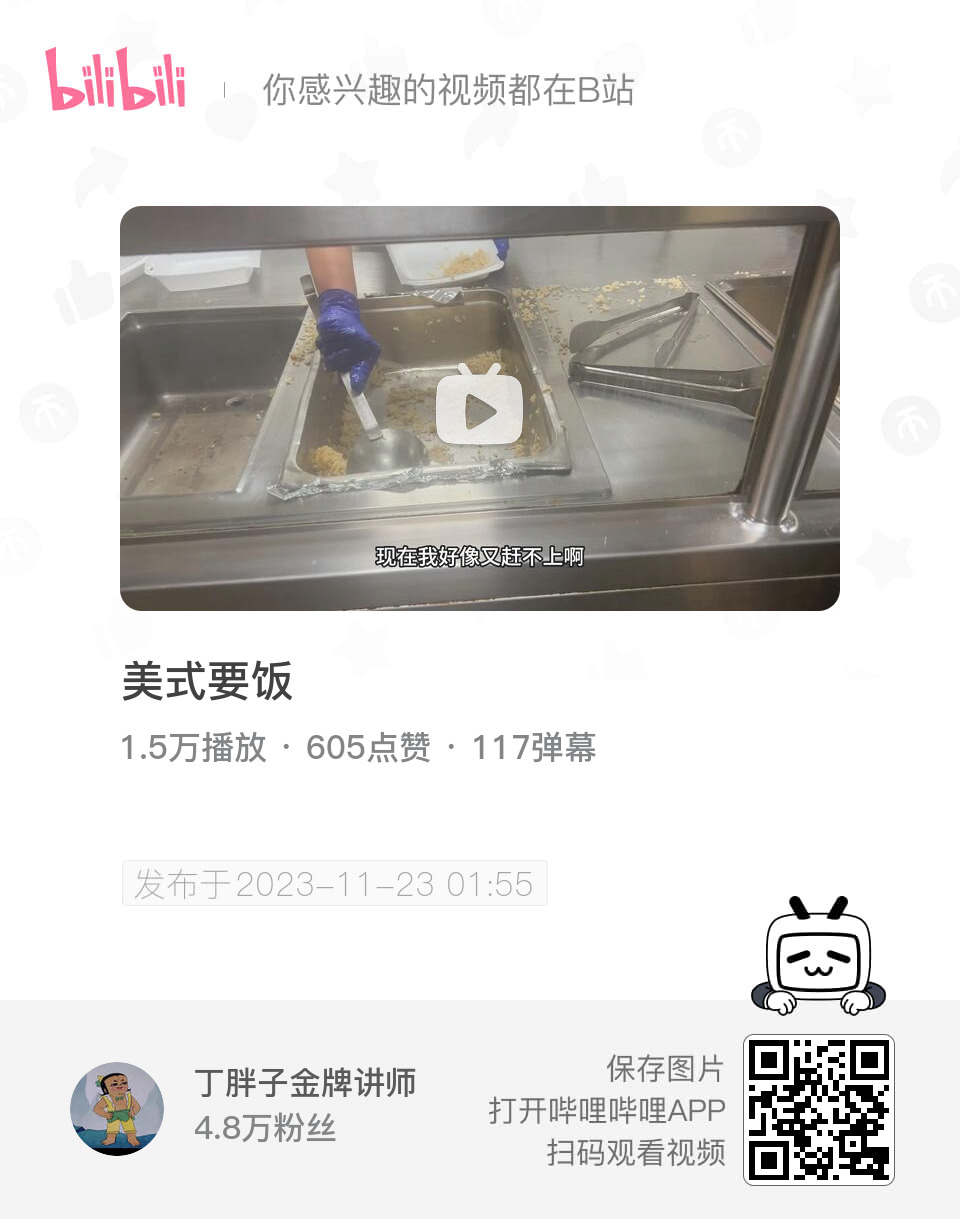 bilibili
你感兴趣的视频都在B站
现在我好像又赶不上啊
美式要饭
1.5万播放 · 605点赞 · 117弹幕
发布于2023-11-23 01:55
丁胖子金牌讲师
4.8万粉丝
保存图片
打开哔哩哔哩APP
扫码观看视频